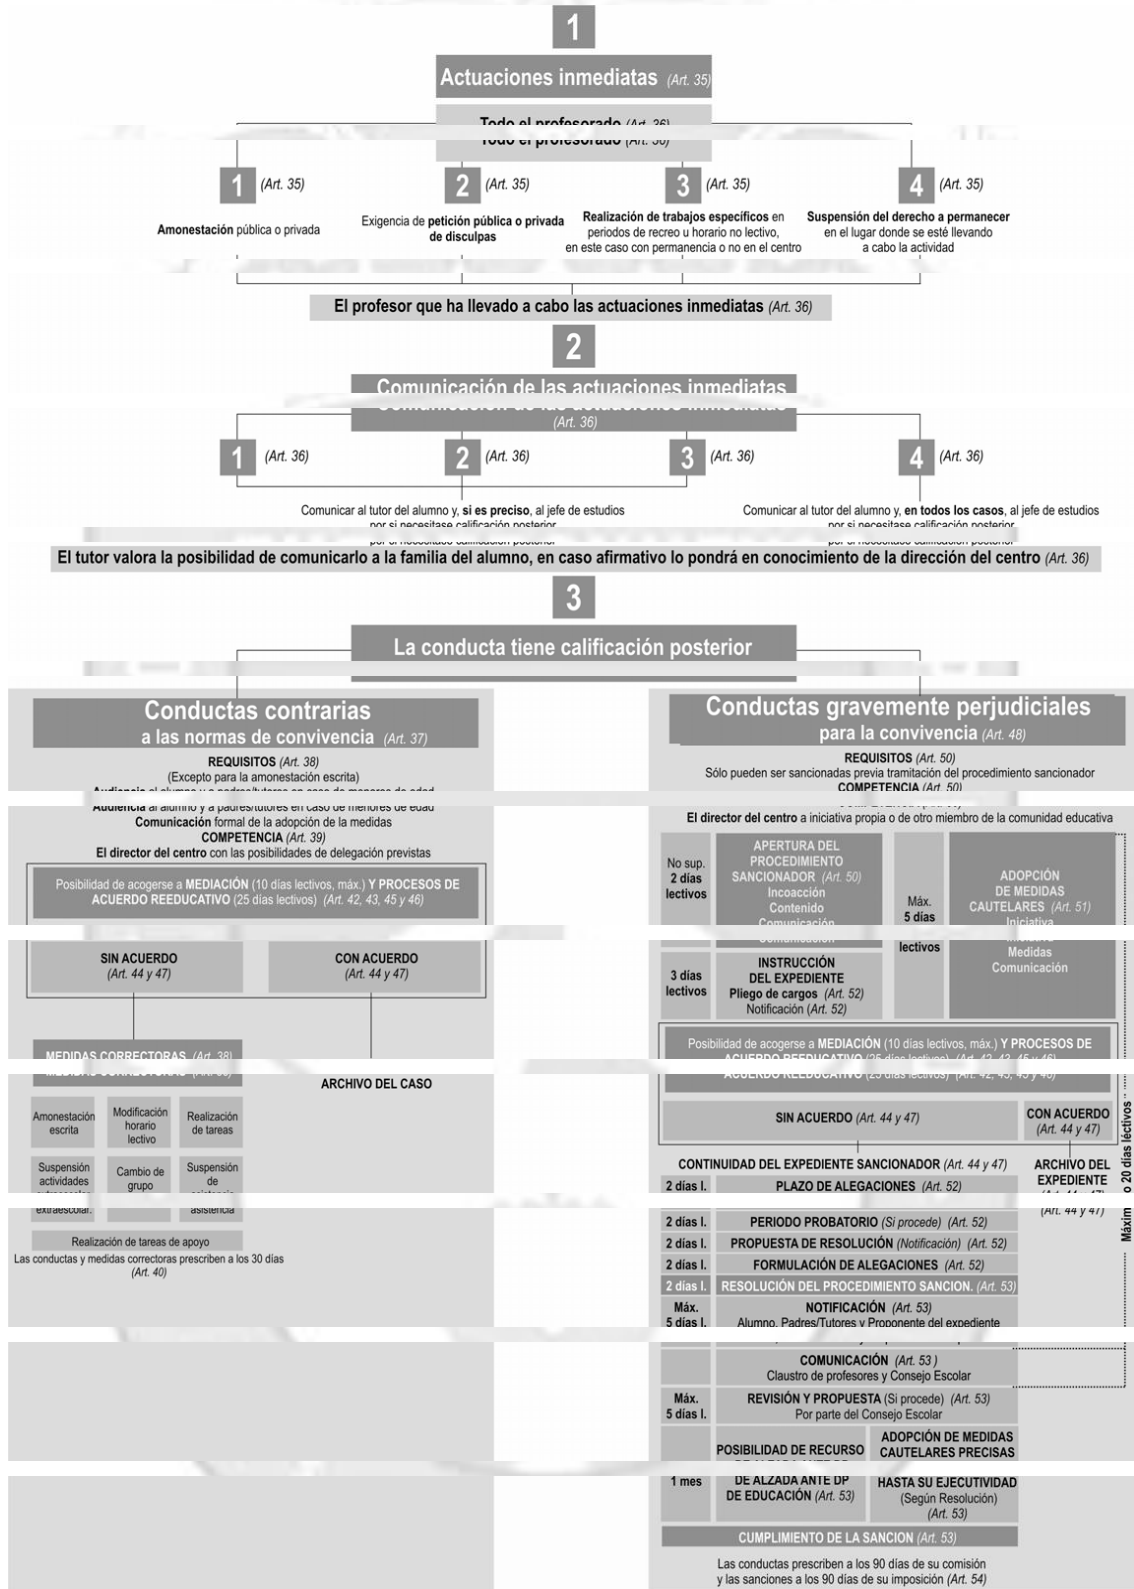 1
Actuaciones inmediatas (Art. 35)
Todo el profesorado (Art. 36)
1 (Art. 35)
Amonestación pública o privada
2 (Art. 35)
Exigencia de petición pública o privada
de disculpas
3 (Art. 35)
Realización de trabajos específicos en
periodos de recreo u horario no lectivo,
en este caso con permanencia o no en el centro
4 (Art. 35)
Suspensión del derecho a permanecer
en el lugar donde se esté llevando
a cabo la actividad
El profesor que ha llevado a cabo las actuaciones inmediatas (Art. 36)
2
Comunicación de las actuaciones inmediatas
(Art. 36)
1 (Art. 36)
2 (Art. 36)
3 (Art. 36)
4 (Art. 36)
Comunicar al tutor del alumno y, si es preciso, al jefe de estudios
por si necesitase calificación posterior
Comunicar al tutor del alumno y, en todos los casos, al jefe de estudios
por si necesitase calificación posterior
El tutor valora la posibilidad de comunicarlo a la familia del alumno, en caso afirmativo lo pondrá en conocimiento de la dirección del centro (Art. 36)
3
La conducta tiene calificación posterior
Conductas contrarias
a las normas de convivencia (Art. 37)
REQUISITOS (Art. 38)
(Excepto para la amonestación escrita)
Audiencia al alumno y a padres/tutores en caso de menores de edad
Comunicación formal de la adopción de la medidas
COMPETENCIA (Art. 39)
El director del centro con las posibilidades de delegación previstas
Posibilidad de acogerse a MEDIACIÓN (10 días lectivos, máx.) Y PROCESOS DE
ACUERDO REEDUCATIVO (25 días lectivos) (Art. 42, 43, 45 y 46)
SIN ACUERDO
(Art. 44 y 47)
CON ACUERDO
(Art. 44 y 47)
MEDIDAS CORRECTORAS (Art. 38)
ARCHIVO DEL CASO
Amonestación
escrita
Modificación
horario
lectivo
Realización
de tareas
Suspensión
actividades
extraescolar.
Cambio de
grupo
Suspensión
de
asistencia
Realización de tareas de apoyo
Las conductas y medidas correctoras prescriben a los 30 días
(Art. 40)
Conductas gravemente perjudiciales
para la convivencia (Art. 48)
REQUISITOS (Art. 50)
Sólo pueden ser sancionadas previa tramitación del procedimiento sancionador
COMPETENCIA (Art. 50)
El director del centro a iniciativa propia o de otro miembro de la comunidad educativa
No sup.
2 días
lectivos
APERTURA DEL
PROCEDIMIENTO
SANCIONADOR (Art. 50)
Incoacción
Contenido
Comunicación
Máx.
5 días
lectivos
ADOPCIÓN
DE MEDIDAS
CAUTELARES (Art. 51)
Iniciativa
Medidas
Comunicación
3 días
lectivos
INSTRUCCIÓN
DEL EXPEDIENTE
Pliego de cargos (Art. 52)
Notificación (Art. 52)
Posibilidad de acogerse a MEDIACIÓN (10 días lectivos, máx.) Y PROCESOS DE
ACUERDO REEDUCATIVO (25 días lectivos) (Art. 42, 43, 45 y 46)
SIN ACUERDO (Art. 44 y 47)
CON ACUERDO
(Art. 44 y 47)
CONTINUIDAD DEL EXPEDIENTE SANCIONADOR (Art. 44 y 47)
ARCHIVO DEL
EXPEDIENTE
(Art. 44 y 47)
2 días l. PLAZO DE ALEGACIONES (Art. 52)
2 días l. PERIODO PROBATORIO (Si procede) (Art. 52)
2 días l. PROPUESTA DE RESOLUCIÓN (Notificación) (Art. 52)
2 días l. FORMULACIÓN DE ALEGACIONES (Art. 52)
2 días l. RESOLUCIÓN DEL PROCEDIMIENTO SANCION. (Art. 53)
Máx.
5 días l.
NOTIFICACIÓN (Art. 53)
Alumno, Padres/Tutores y Proponente del expediente
COMUNICACIÓN (Art. 53 )
Claustro de profesores y Consejo Escolar
Máx.
5 días l.
REVISIÓN Y PROPUESTA (Si procede) (Art. 53)
Por parte del Consejo Escolar
1 mes
POSIBILIDAD DE RECURSO
DE ALZADA ANTE DP
DE EDUCACIÓN (Art. 53)
ADOPCIÓN DE MEDIDAS
CAUTELARES PRECISAS
HASTA SU EJECUTIVIDAD
(Según Resolución)
(Art. 53)
CUMPLIMIENTO DE LA SANCION (Art. 53)
Las conductas prescriben a los 90 días de su comisión
y las sanciones a los 90 días de su imposición (Art. 54)
Máxim o 20 días léctivos